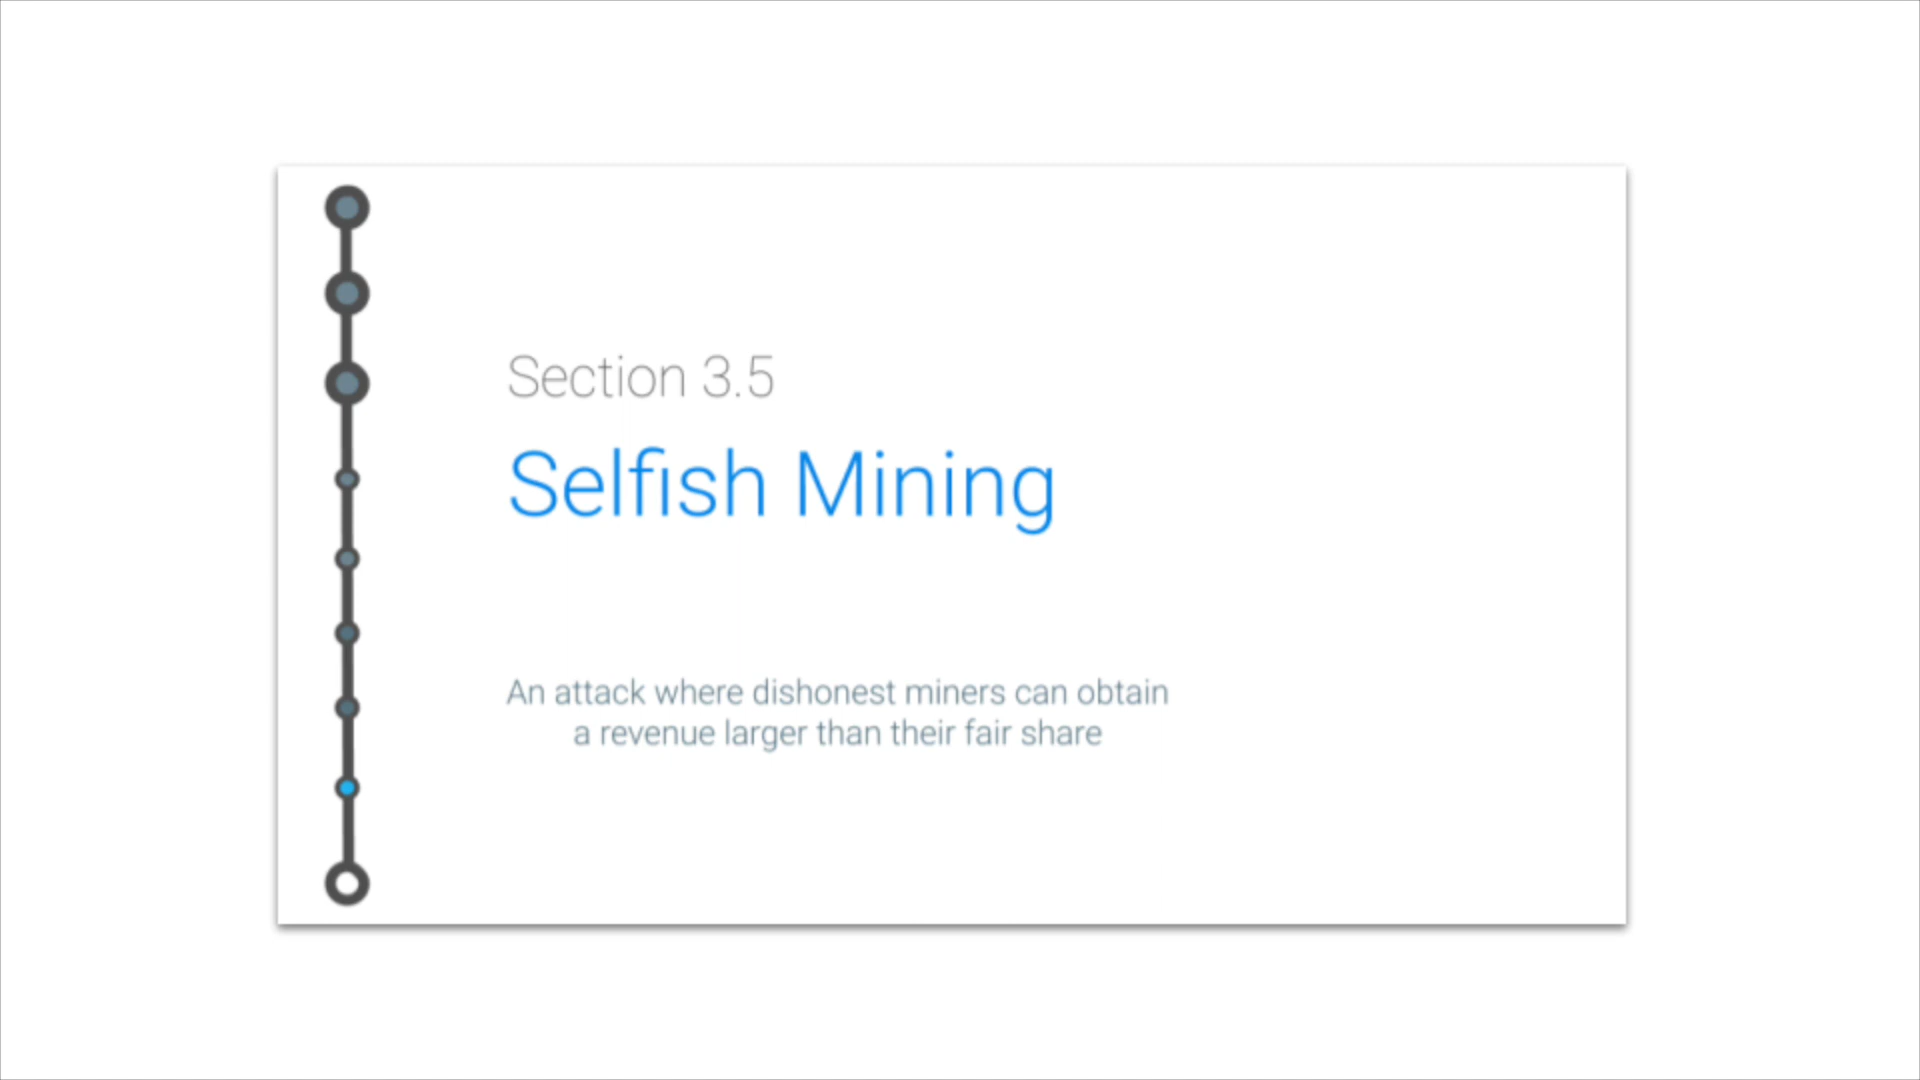 Section 3.5
Selfish Mining
An attack where dishonest miners can obtain
a revenue larger than their fair share